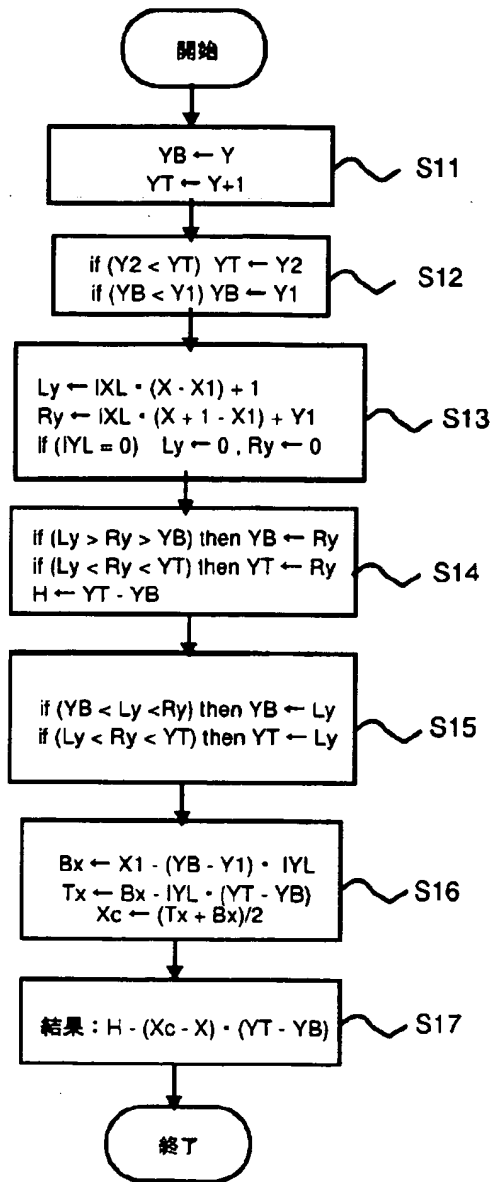 開始
YB ← Y
YT ← Y+1
S11
if (Y2 < YT) YT ← Y2
if (YB < Y1) YB ← Y1
S12
Ly ← IXL・(X - X1) + 1
Ry ← IXL・(X + 1 - X1) + Y1
if (IYL = 0) Ly ← 0 , Ry ← 0
S13
if (Ly > Ry > YB) then YB ← Ry
if (Ly < Ry < YT) then YT ← Ry
H ← YT - YB
S14
if (YB < Ly <Ry) then YB ← Ly
if (Ly < Ry < YT) then YT ← Ly
S15
Bx ← X1 - (YB - Y1)・IYL
Tx ← Bx - IYL・(YT - YB)
Xc ← (Tx + Bx)/2
S16
結果：H - (Xc - X)・(YT - YB)
S17
終了